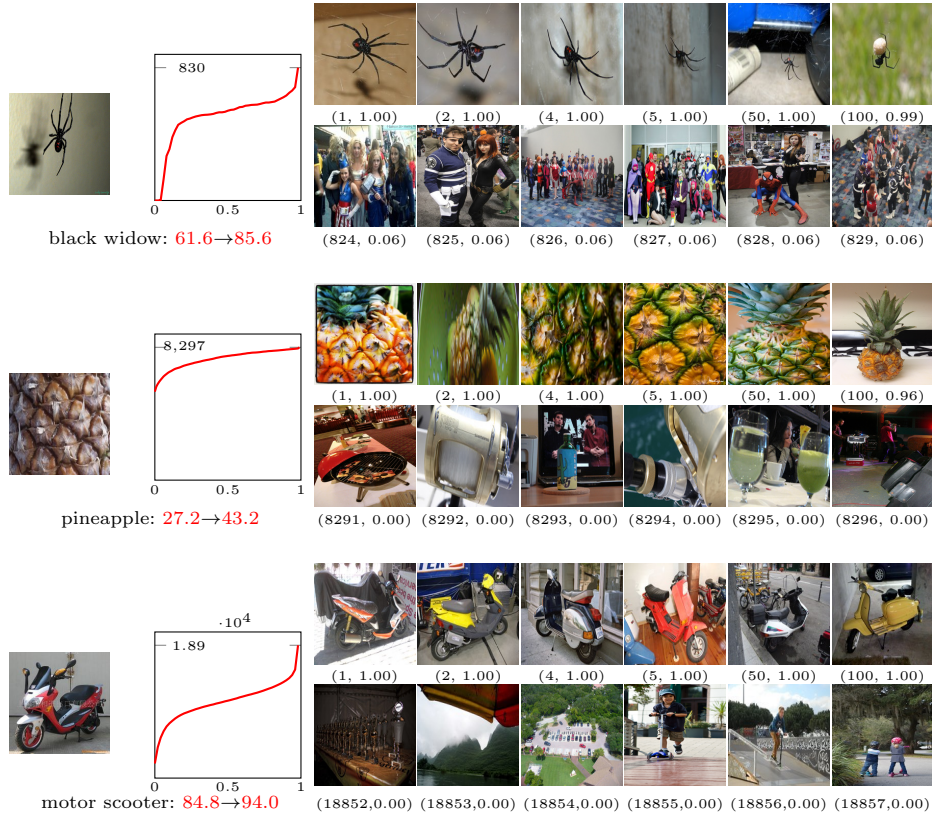 830
0 0.5 1
black widow: 61.6→85.6
(1, 1.00) (2, 1.00) (4, 1.00) (5, 1.00) (50, 1.00) (100, 0.99)
(824, 0.06) (825, 0.06) (826, 0.06) (827, 0.06) (828, 0.06) (829, 0.06)
8,297
0 0.5 1
pineapple: 27.2→43.2
(1, 1.00) (2, 1.00) (4, 1.00) (5, 1.00) (50, 1.00) (100, 0.96)
(8291, 0.00) (8292, 0.00) (8293, 0.00) (8294, 0.00) (8295, 0.00) (8296, 0.00)
·10⁴
1.89
0 0.5 1
motor scooter: 84.8→94.0
(1, 1.00) (2, 1.00) (4, 1.00) (5, 1.00) (50, 1.00) (100, 1.00)
(18852,0.00) (18853,0.00) (18854,0.00) (18855,0.00) (18856,0.00) (18857,0.00)